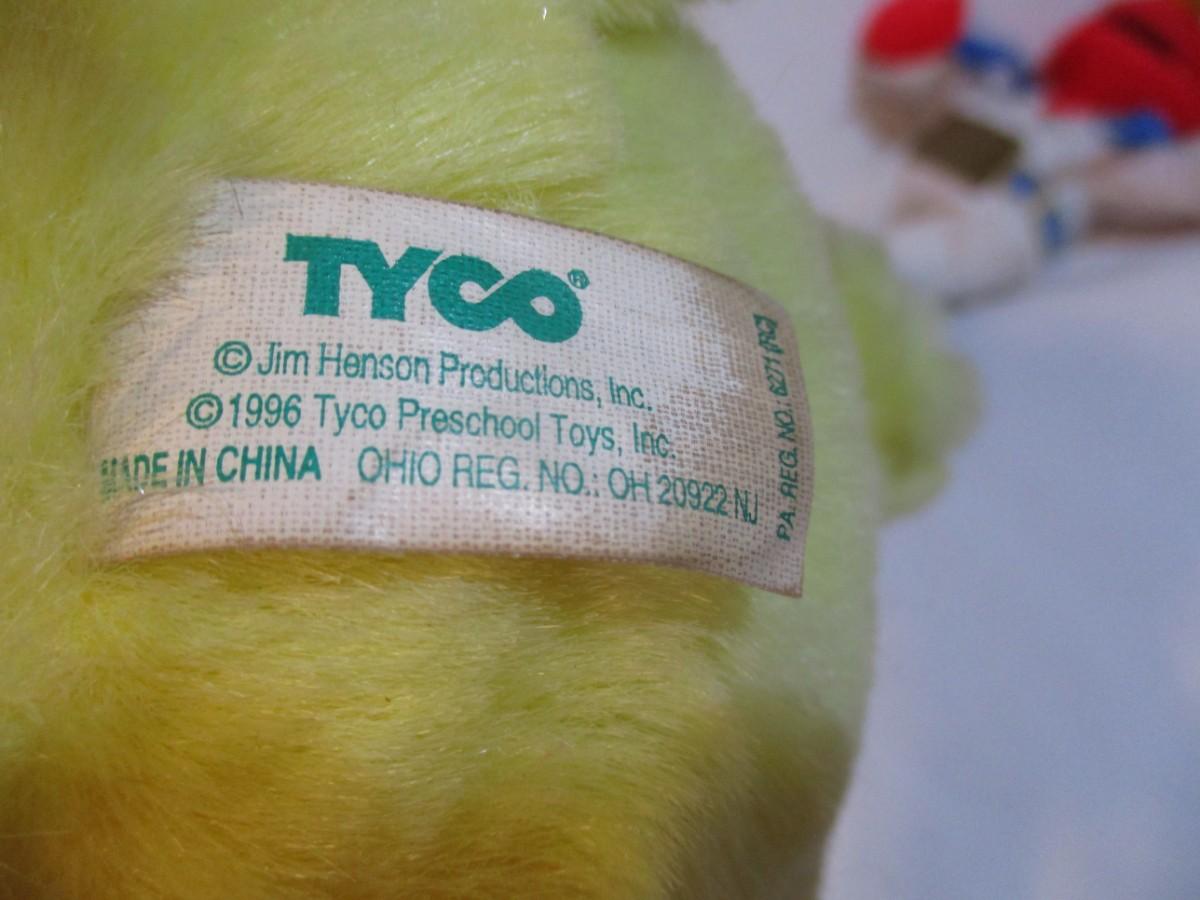 TYCO®
© Jim Henson Productions, Inc.
© 1996 Tyco Preschool Toys, Inc.
MADE IN CHINA OHIO REG. NO.: OH 20922 NJ
PA. REG. NO. 6271 (RC)